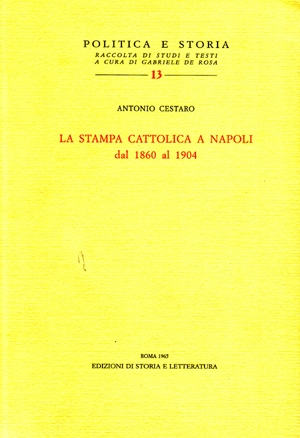 POLITICA E STORIA
RACCOLTA DI STUDI E TESTI
A CURA DI GABRIELE DE ROSA
13
ANTONIO CESTARO
LA STAMPA CATTOLICA A NAPOLI
dal 1860 al 1904
ROMA 1965
EDIZIONI DI STORIA E LETTERATURA